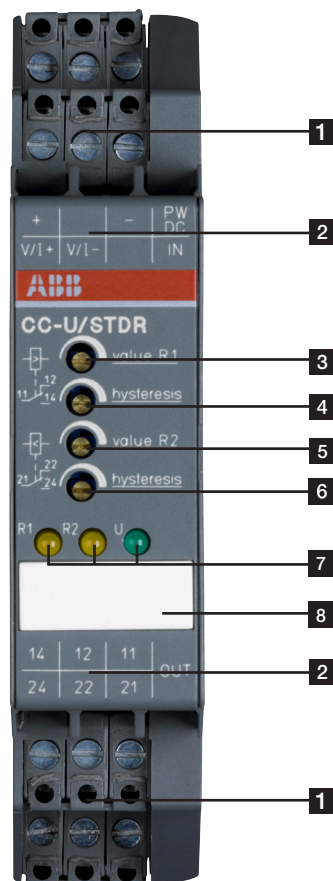 1
+ - PW DC
2
V/I+ V/I- IN
ABB
CC-U/STDR
value R1
3
12
11 14 hysteresis
4
value R2
5
22
21 24 hysteresis
6
R1 R2 U
7
8
14 12 11 OUT
2
24 22 21
1